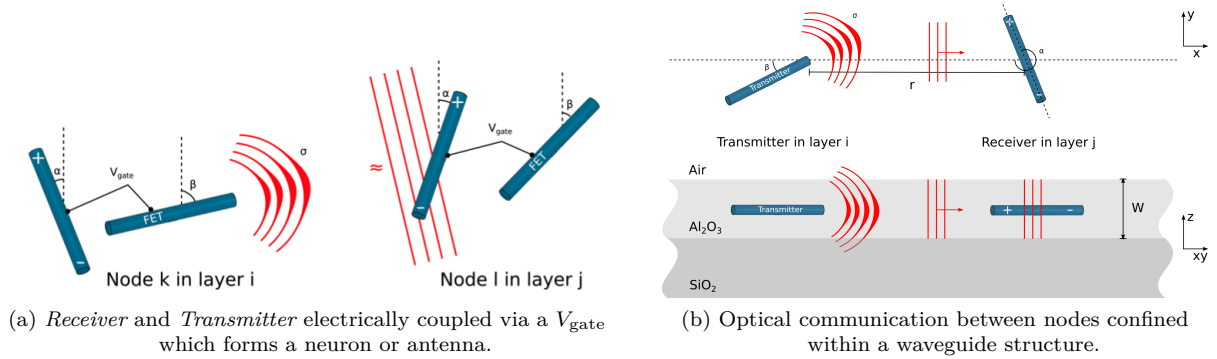 +
α
V_gate
β
FET
-
σ
Node k in layer i
≈
+
α
V_gate
β
FET
-
Node l in layer j
(a) Receiver and Transmitter electrically coupled via a V_gate
which forms a neuron or antenna.
β
Transmitter
σ
r
+
α
-
y
x
Transmitter in layer i
Receiver in layer j
Air
Al₂O₃
SiO₂
Transmitter
+ -
W
z
xy
(b) Optical communication between nodes confined
within a waveguide structure.